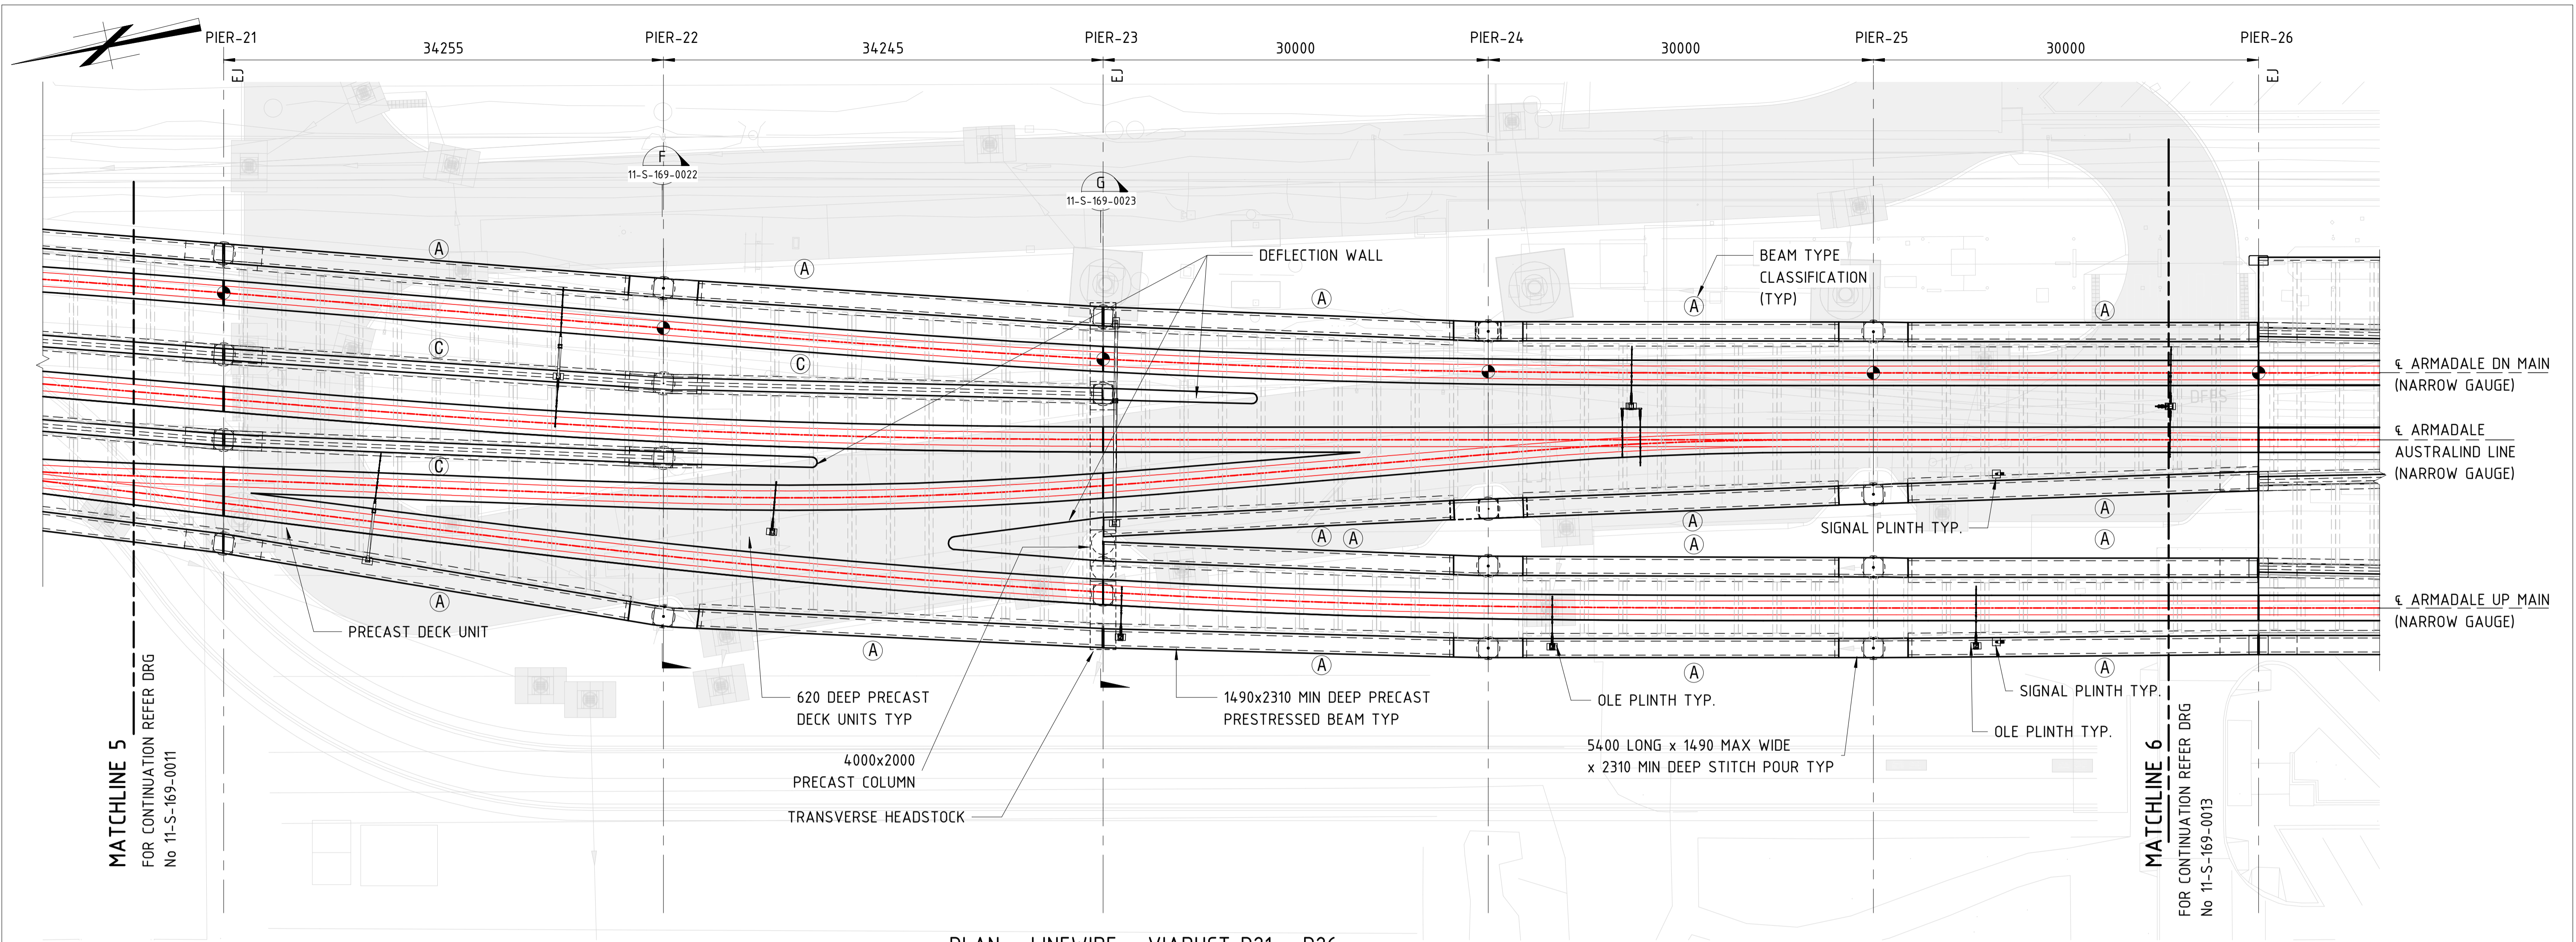 PIER-21
34255
PIER-22
34245
PIER-23
30000
PIER-24
30000
PIER-25
30000
PIER-26
EJ
EJ
EJ
F
11-S-169-0022
G
11-S-169-0023
DEFLECTION WALL
BEAM TYPE
CLASSIFICATION
(TYP)
A
A
A
A
A
C
C
C
℄ ARMADALE DN MAIN
(NARROW GAUGE)
DFES
℄ ARMADALE
AUSTRALIND LINE
(NARROW GAUGE)
SIGNAL PLINTH TYP.
A
A
A
A
A
A
℄ ARMADALE UP MAIN
(NARROW GAUGE)
A
PRECAST DECK UNIT
A
A
A
A
620 DEEP PRECAST
DECK UNITS TYP
1490x2310 MIN DEEP PRECAST
PRESTRESSED BEAM TYP
OLE PLINTH TYP.
SIGNAL PLINTH TYP.
OLE PLINTH TYP.
4000x2000
PRECAST COLUMN
5400 LONG x 1490 MAX WIDE
x 2310 MIN DEEP STITCH POUR TYP
TRANSVERSE HEADSTOCK
MATCHLINE 5
FOR CONTINUATION REFER DRG
No 11-S-169-0011
MATCHLINE 6
FOR CONTINUATION REFER DRG
No 11-S-169-0013